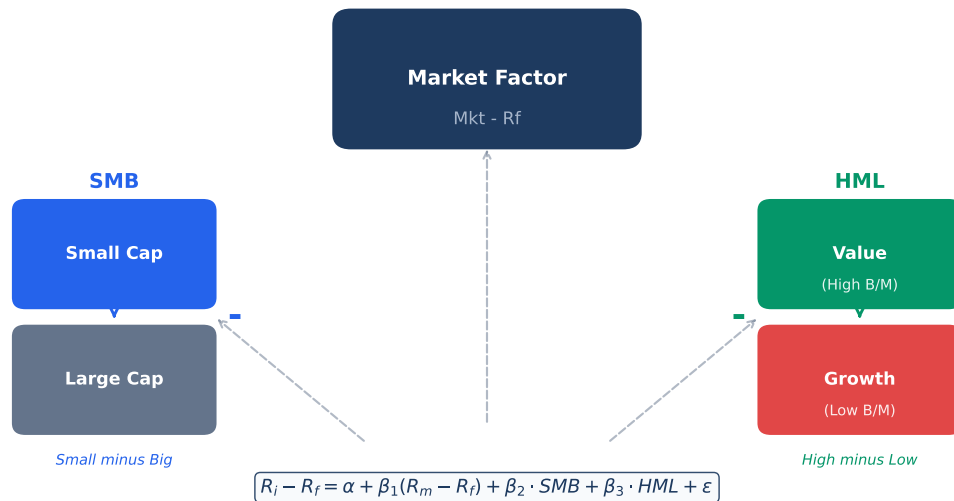 Market Factor
Mkt - Rf
SMB
Small Cap
-
Large Cap
Small minus Big
HML
Value
(High B/M)
-
Growth
(Low B/M)
High minus Low
R_i − R_f = α + β_1(R_m − R_f) + β_2 · SMB + β_3 · HML + ε